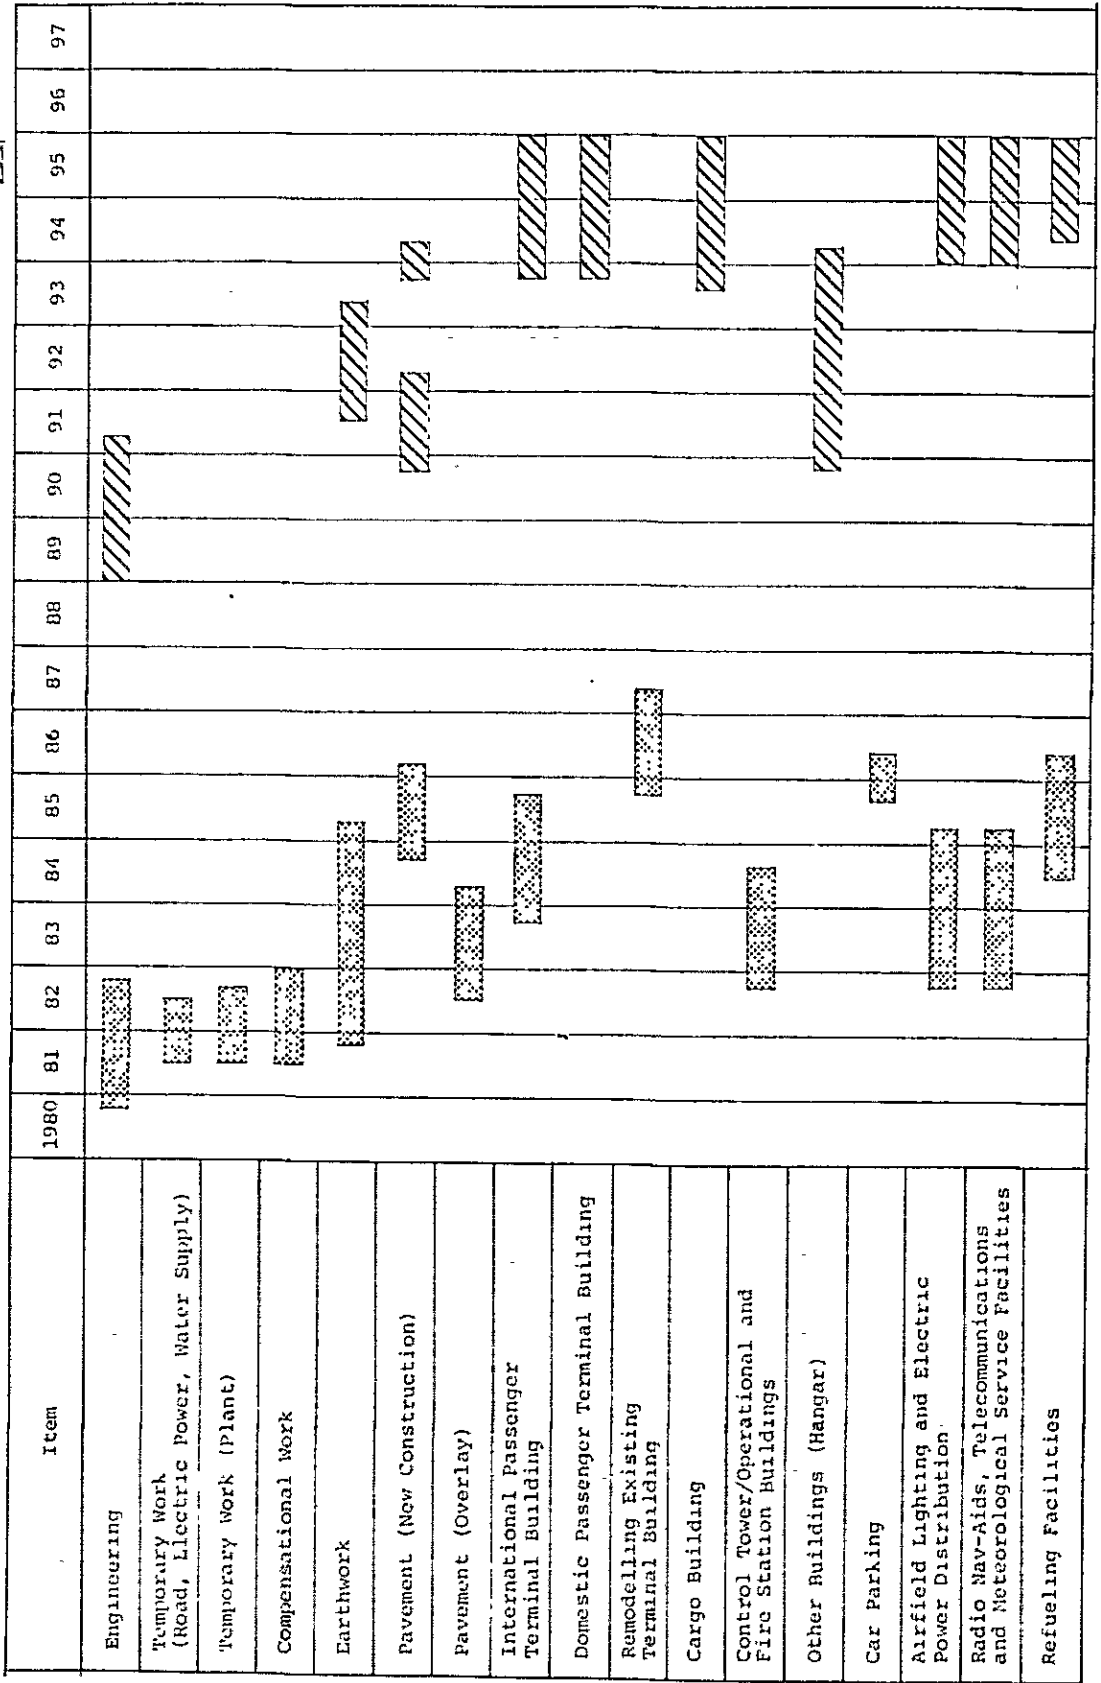 Item
1980
81
82
83
84
85
86
87
88
89
90
91
92
93
94
95
96
97
Engineering
Temporary Work
(Road, Electric Power, Water Supply)
Temporary Work (Plant)
Compensational Work
Earthwork
Pavement (New Construction)
Pavement (Overlay)
International Passenger
Terminal Building
Domestic Passenger Terminal Building
Remodelling Existing
Terminal Building
Cargo Building
Control Tower/Operational and
Fire Station Buildings
Other Buildings (Hangar)
Car Parking
Airfield Lighting and Electric
Power Distribution
Radio Nav-Aids, Telecommunications
and Meteorological Service Facilities
Refueling Facilities